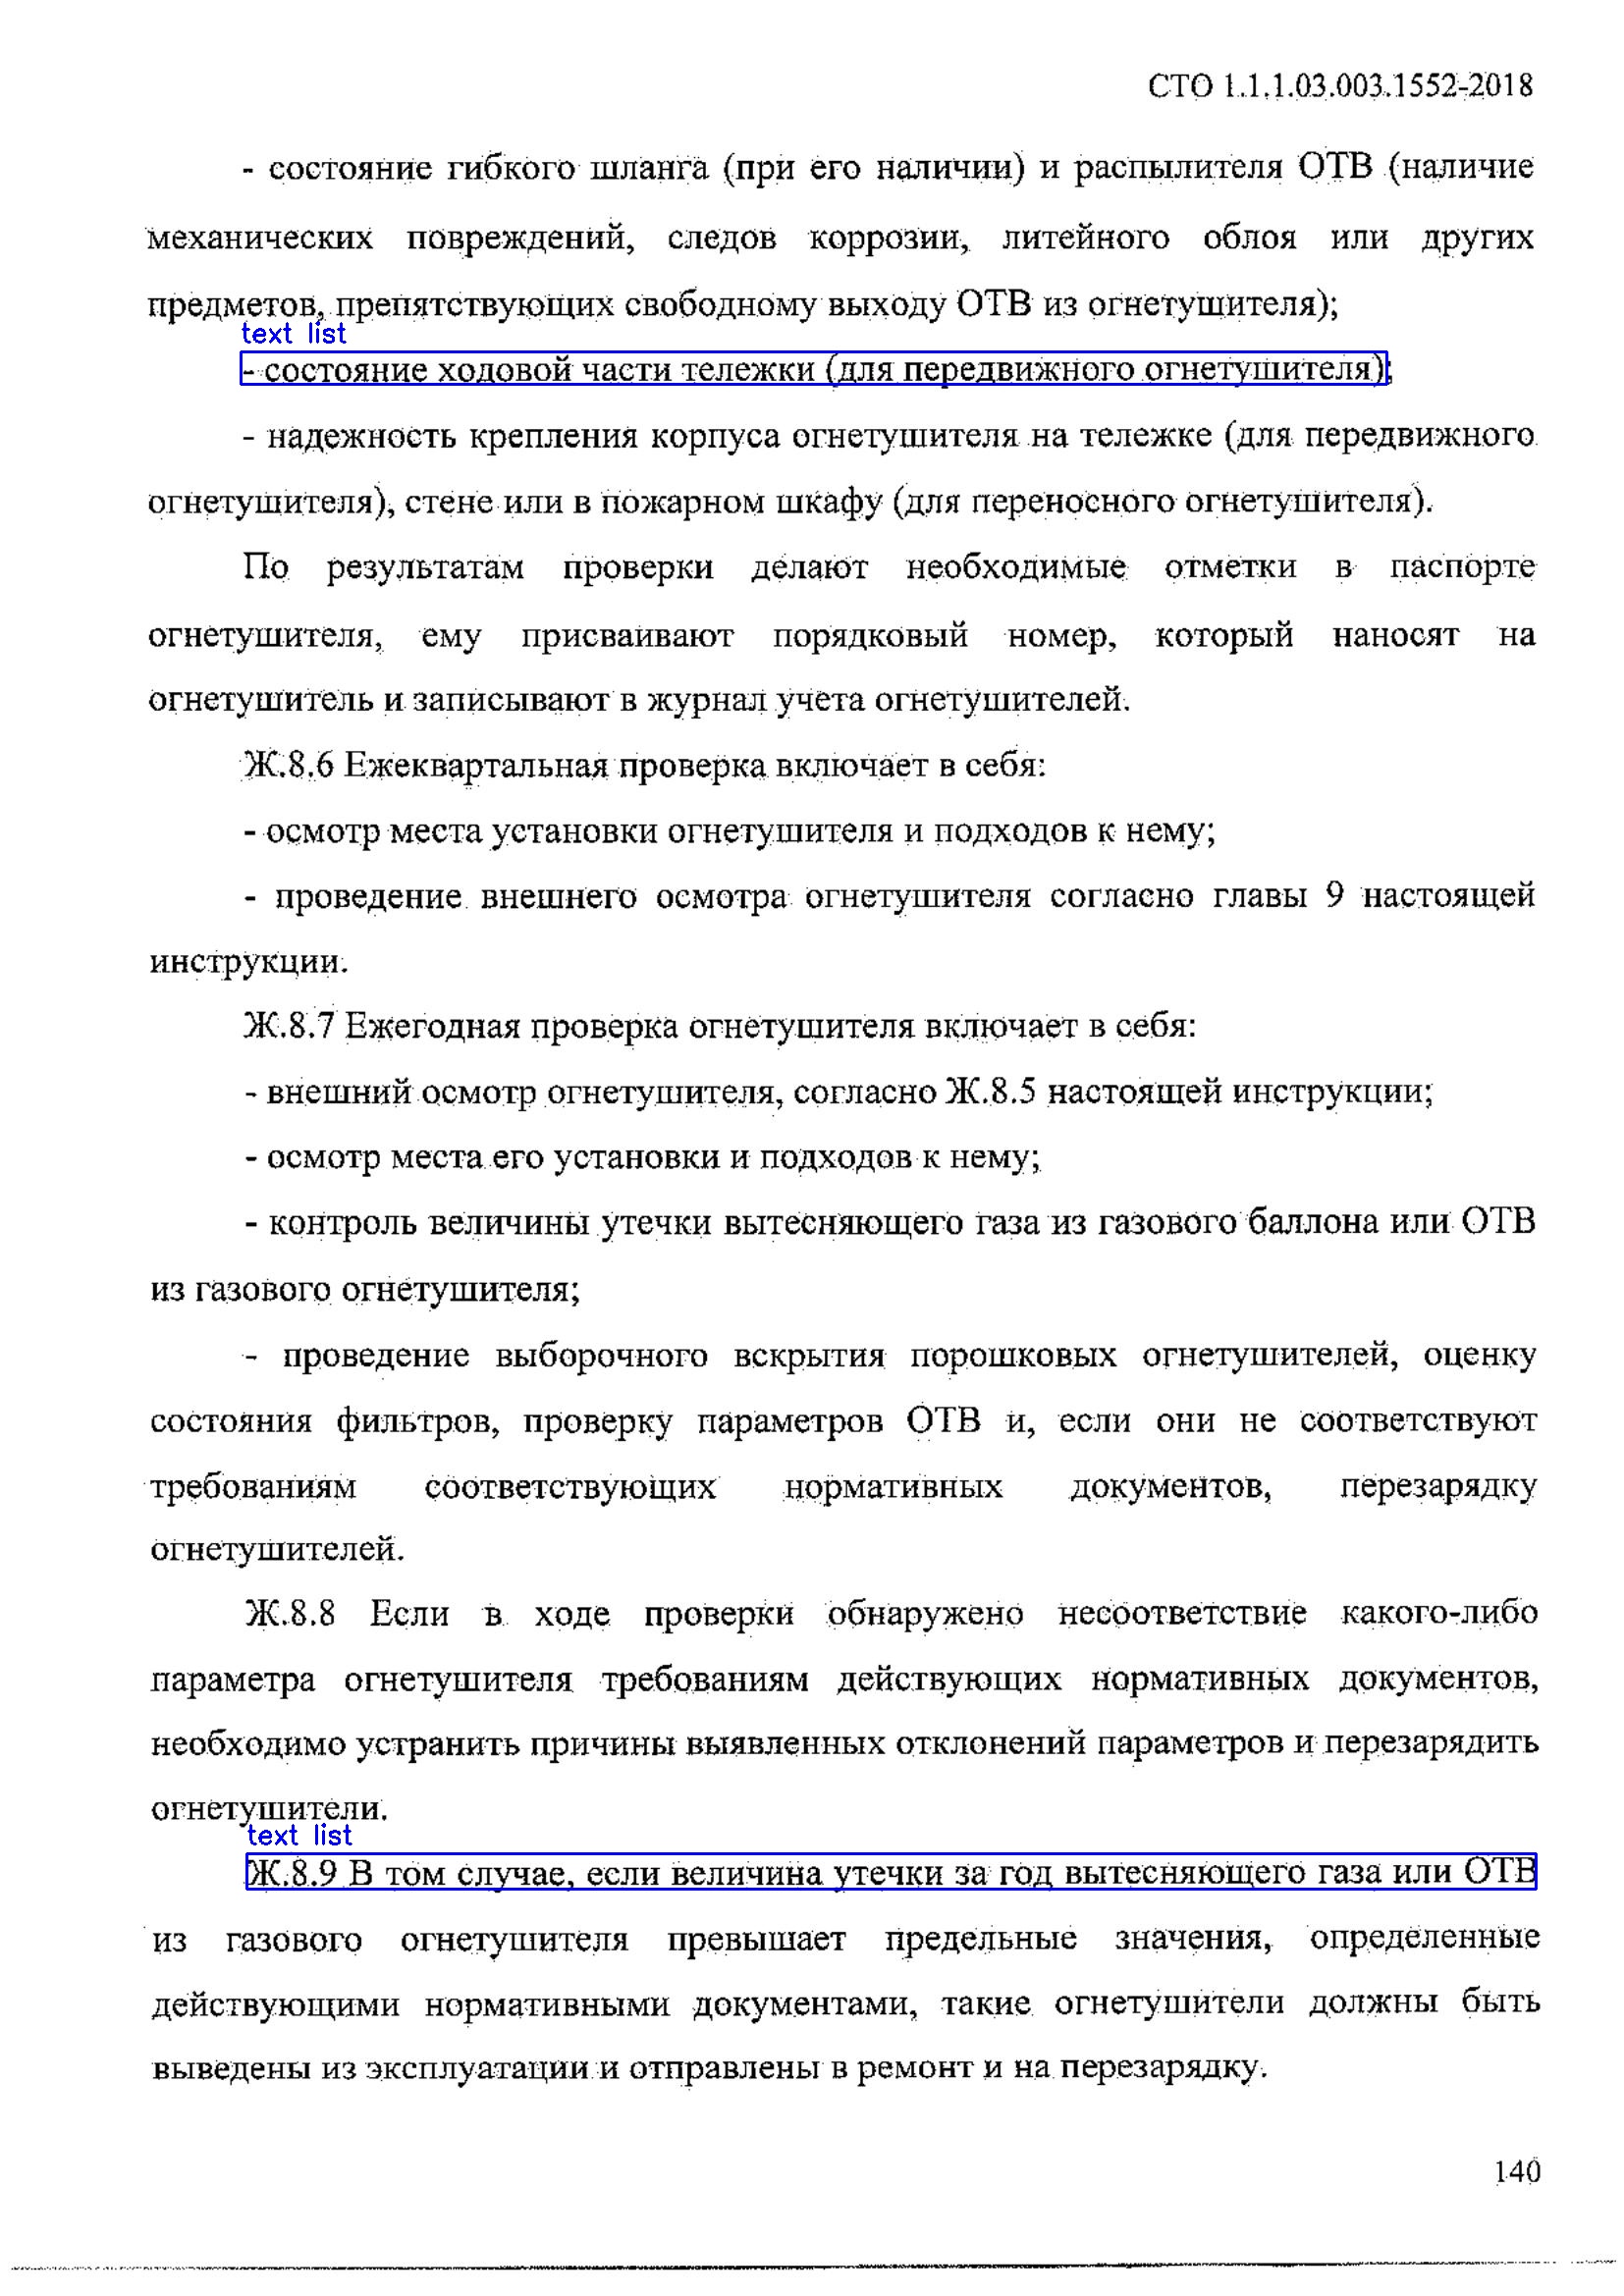 СТО 1.1.1.03.003.1552-2018
- состояние гибкого шланга (при его наличии) и распылителя ОТВ (наличие
механических повреждений, следов коррозии, литейного облоя или других
предметов, препятствующих свободному выходу ОТВ из огнетушителя);
text list
- состояние ходовой части тележки (для передвижного огнетушителя);
- надежность крепления корпуса огнетушителя на тележке (для передвижного
огнетушителя), стене или в пожарном шкафу (для переносного огнетушителя).
По результатам проверки делают необходимые отметки в паспорте
огнетушителя, ему присваивают порядковый номер, который наносят на
огнетушитель и записывают в журнал учета огнетушителей.
Ж.8.6 Ежеквартальная проверка включает в себя:
- осмотр места установки огнетушителя и подходов к нему;
- проведение внешнего осмотра огнетушителя согласно главы 9 настоящей
инструкции.
Ж.8.7 Ежегодная проверка огнетушителя включает в себя:
- внешний осмотр огнетушителя, согласно Ж.8.5 настоящей инструкции;
- осмотр места его установки и подходов к нему;
- контроль величины утечки вытесняющего газа из газового баллона или ОТВ
из газового огнетушителя;
- проведение выборочного вскрытия порошковых огнетушителей, оценку
состояния фильтров, проверку параметров ОТВ и, если они не соответствуют
требованиям соответствующих нормативных документов, перезарядку
огнетушителей.
Ж.8.8 Если в ходе проверки обнаружено несоответствие какого-либо
параметра огнетушителя требованиям действующих нормативных документов,
необходимо устранить причины выявленных отклонений параметров и перезарядить
огнетушители.
text list
Ж.8.9 В том случае, если величина утечки за год вытесняющего газа или ОТВ
из газового огнетушителя превышает предельные значения, определенные
действующими нормативными документами, такие огнетушители должны быть
выведены из эксплуатации и отправлены в ремонт и на перезарядку.
140